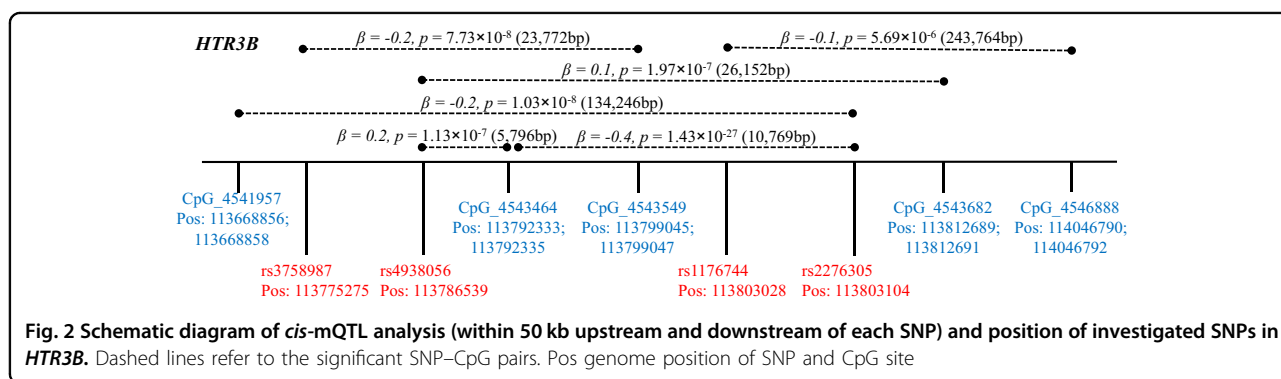 HTR3B
β = -0.2, p = 7.73×10-8 (23,772bp)
β = -0.1, p = 5.69×10-6 (243,764bp)
β = 0.1, p = 1.97×10-7 (26,152bp)
β = -0.2, p = 1.03×10-8 (134,246bp)
β = 0.2, p = 1.13×10-7 (5,796bp)
β = -0.4, p = 1.43×10-27 (10,769bp)
CpG_4541957
Pos: 113668856;
113668858
CpG_4543464
Pos: 113792333;
113792335
CpG_4543549
Pos: 113799045;
113799047
CpG_4543682
Pos: 113812689;
113812691
CpG_4546888
Pos: 114046790;
114046792
rs3758987
Pos: 113775275
rs4938056
Pos: 113786539
rs1176744
Pos: 113803028
rs2276305
Pos: 113803104
Fig. 2 Schematic diagram of cis-mQTL analysis (within 50 kb upstream and downstream of each SNP) and position of investigated SNPs in
HTR3B. Dashed lines refer to the significant SNP–CpG pairs. Pos genome position of SNP and CpG site